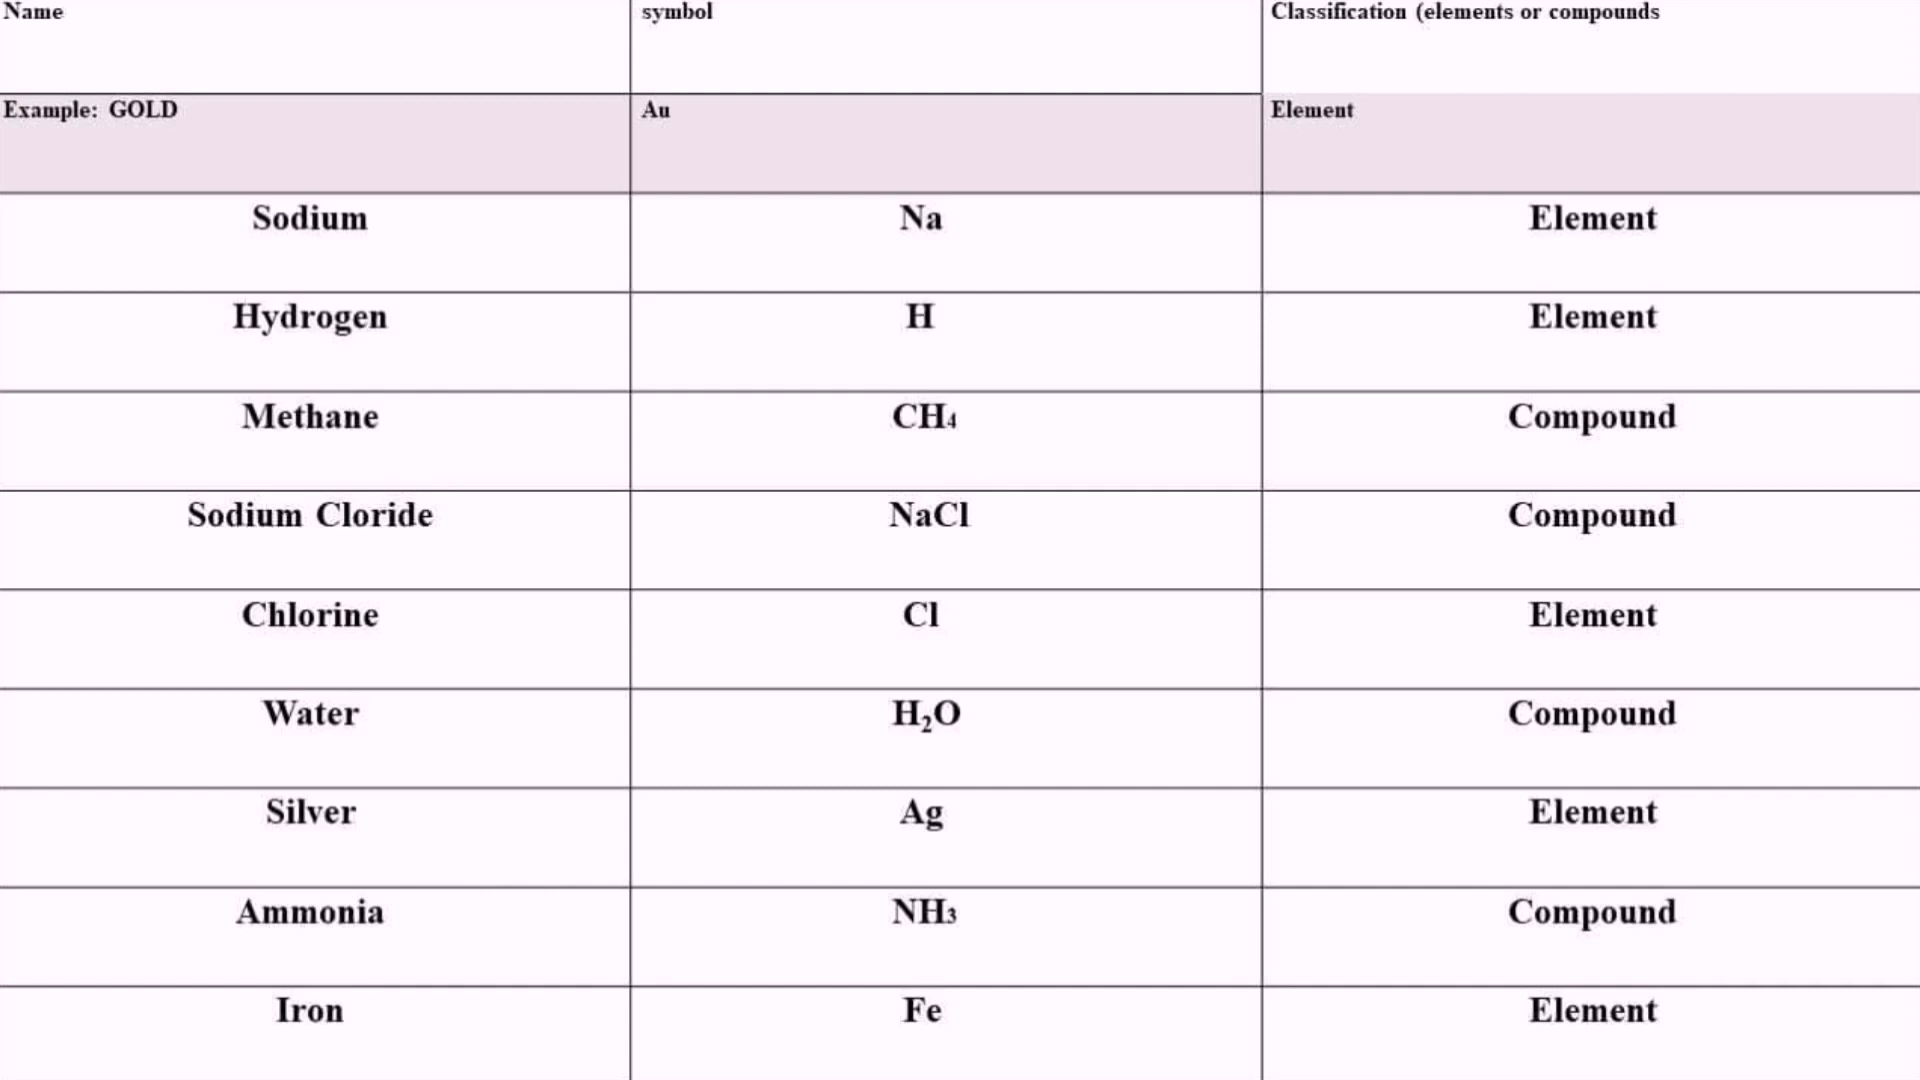 Name symbol Classification (elements or compounds
Example: GOLD Au Element
Sodium Na Element
Hydrogen H Element
Methane CH₄ Compound
Sodium Cloride NaCl Compound
Chlorine Cl Element
Water H₂O Compound
Silver Ag Element
Ammonia NH₃ Compound
Iron Fe Element